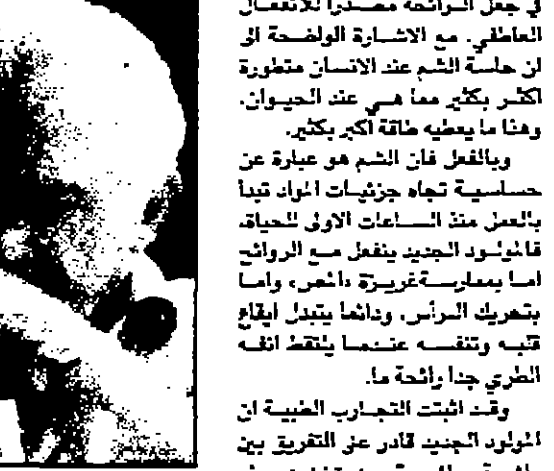 في جعل الرائحة مصدرا للانفعال
العاطفي. مع الاشارة الواضحة الى
ان حاسة الشم عند الانسان متطورة
اكثر بكثير مما هي عند الحيوان.
وهذا ما يعطيه طاقة اكبر بكثير.
وبالفعل فان الشم هو عبارة عن
حساسية تجاه جزئيات المواد تبدأ
بالعمل منذ الساعات الاولى للحياة.
فالمولود الجديد ينفعل مع الروائح
اما بممارسة غريزة «المص» واما
بتحريك الرأس، ودائما يتبدل ايقاع
قلبه وتنفسه عندما يلتقط انفه
الطري جدا رائحة ما.
وقد اثبتت التجارب الطبية ان
المولود الجديد قادر على التفريق بين